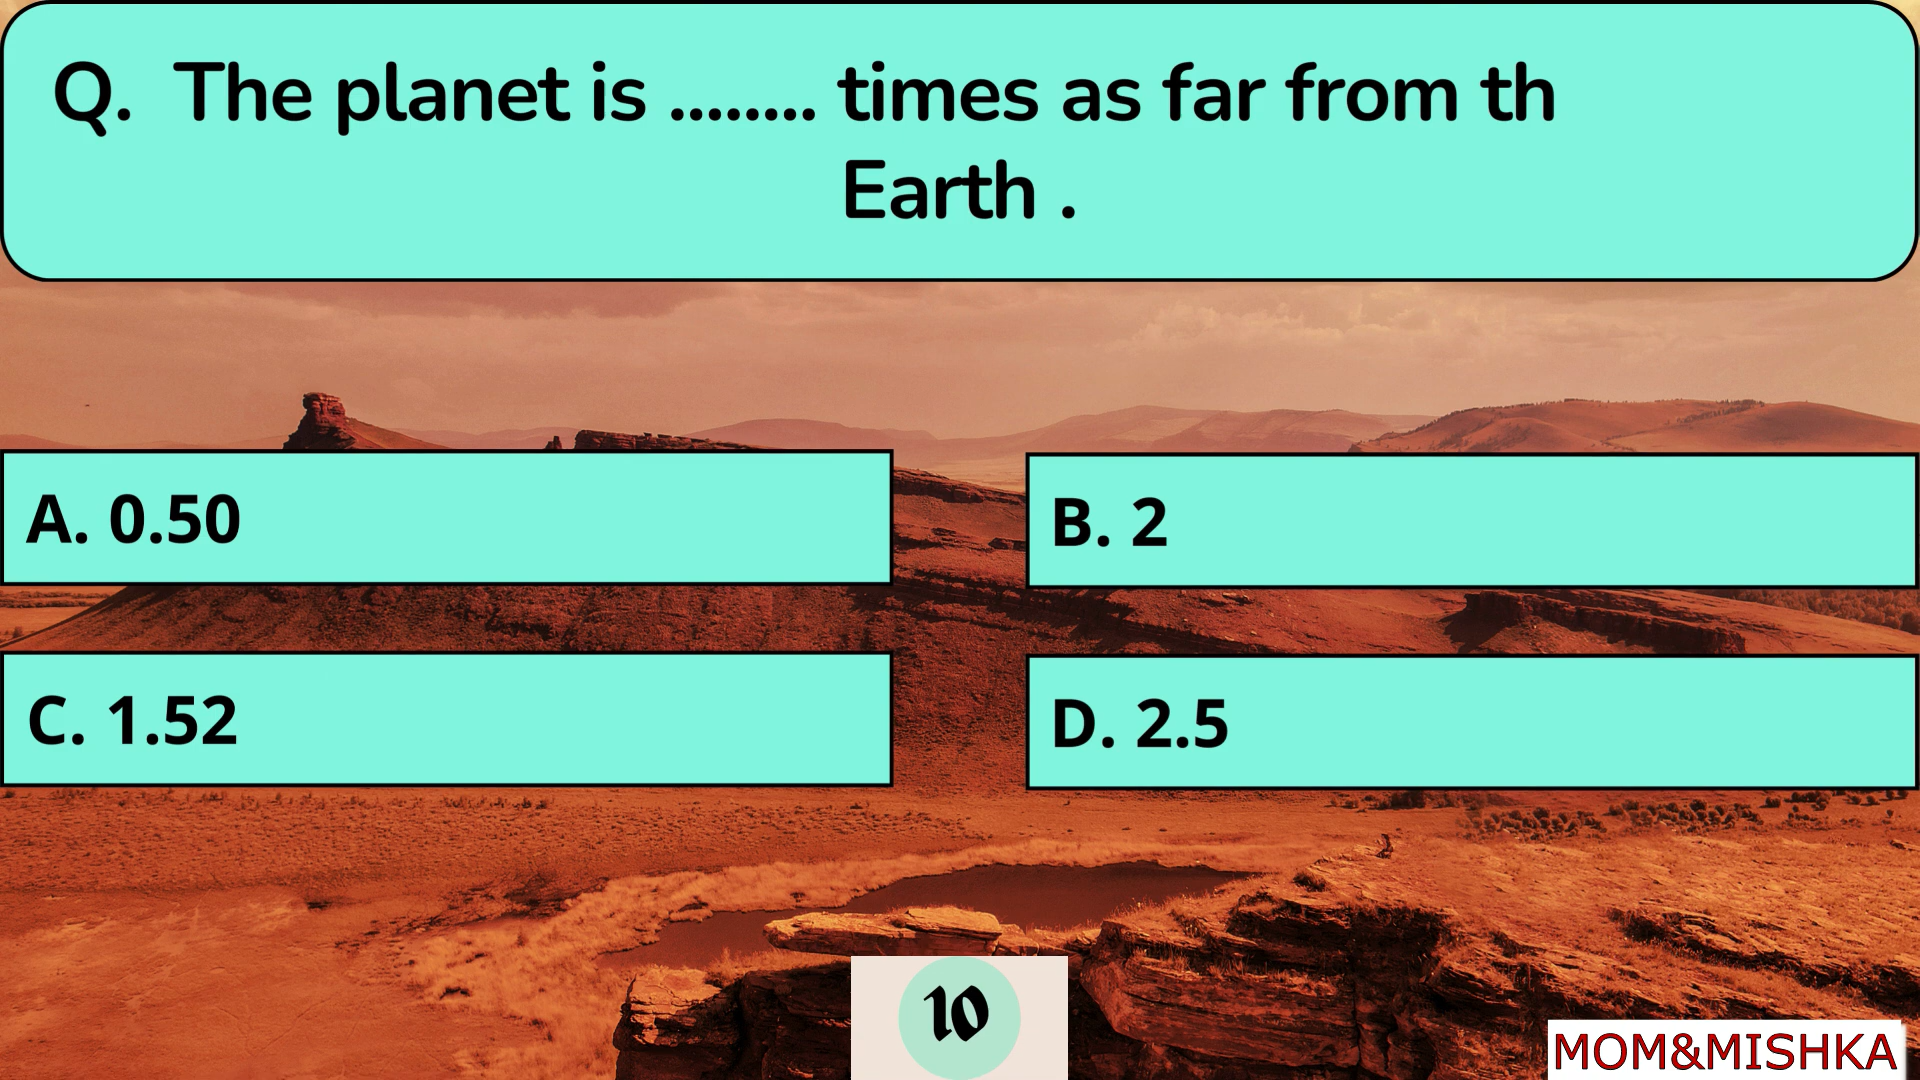 Q. The planet is ........ times as far from th
Earth .
A. 0.50
B. 2
C. 1.52
D. 2.5
10
MOM&MISHKA